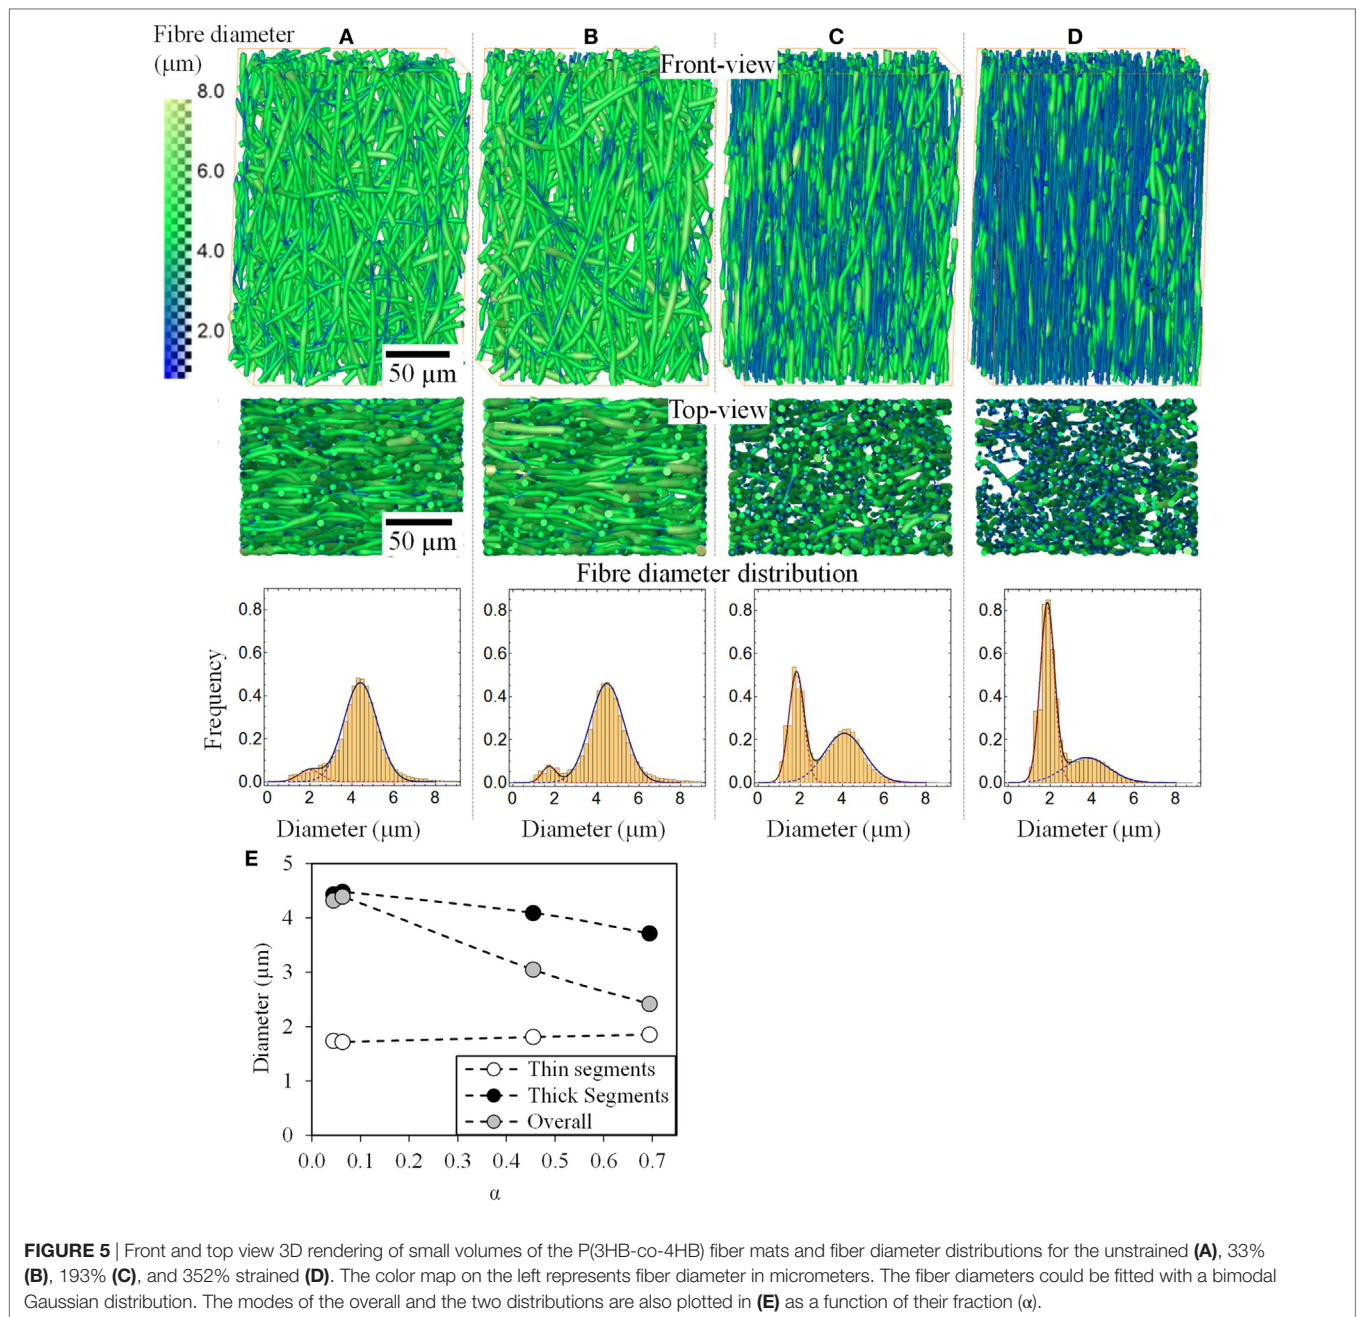 Fibre diameter
(μm)
A
B
C
D
Front-view
8.0
6.0
4.0
2.0
50 μm
Top-view
50 μm
Fibre diameter distribution
Frequency
0.8
0.6
0.4
0.2
0.0
0 2 4 6 8
Diameter (μm)
0.8
0.6
0.4
0.2
0.0
0 2 4 6 8
Diameter (μm)
0.8
0.6
0.4
0.2
0.0
0 2 4 6 8
Diameter (μm)
0.8
0.6
0.4
0.2
0.0
0 2 4 6 8
Diameter (μm)
E
Diameter (μm)
5
4
3
2
1
0
Thin segments
Thick Segments
Overall
0.0 0.1 0.2 0.3 0.4 0.5 0.6 0.7
α
FIGURE 5 | Front and top view 3D rendering of small volumes of the P(3HB-co-4HB) fiber mats and fiber diameter distributions for the unstrained (A), 33%
(B), 193% (C), and 352% strained (D). The color map on the left represents fiber diameter in micrometers. The fiber diameters could be fitted with a bimodal
Gaussian distribution. The modes of the overall and the two distributions are also plotted in (E) as a function of their fraction (α).